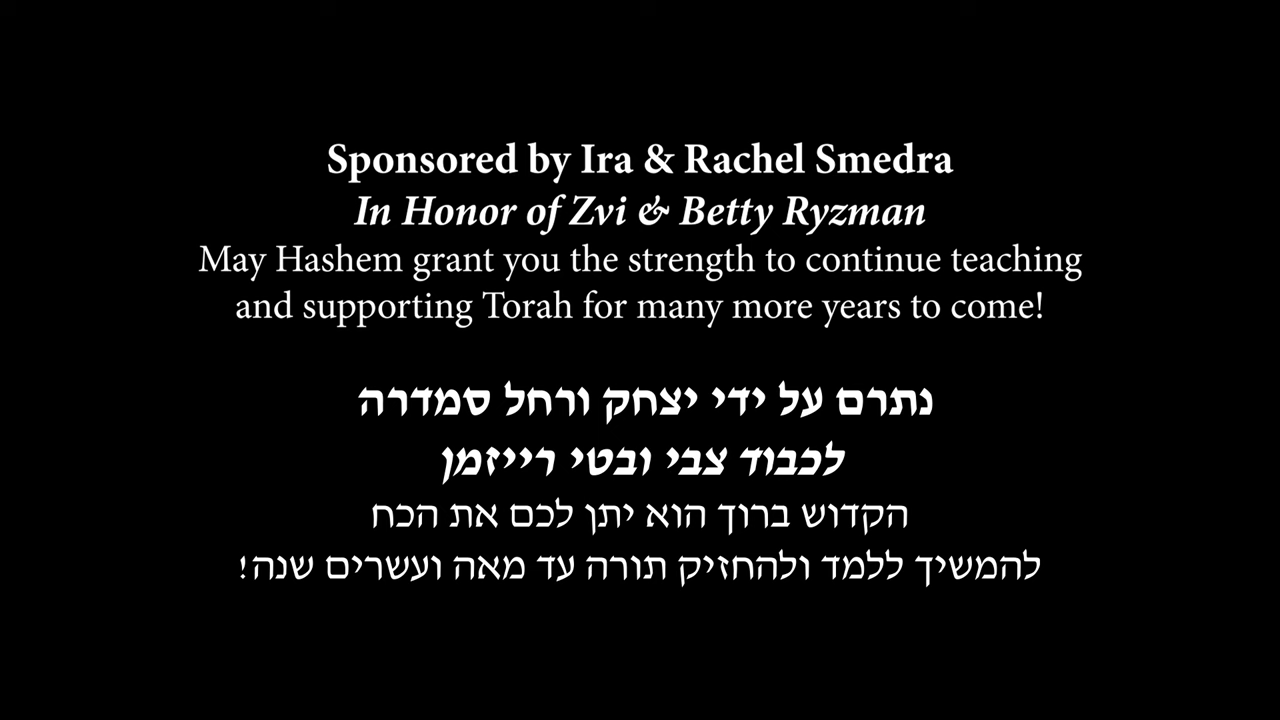 Sponsored by Ira & Rachel Smedra
In Honor of Zvi & Betty Ryzman
May Hashem grant you the strength to continue teaching
and supporting Torah for many more years to come!
נתרם על ידי יצחק ורחל סמדרה
לכבוד צבי ובטי רייזמן
הקדוש ברוך הוא יתן לכם את הכח
להמשיך ללמד ולהחזיק תורה עד מאה ועשרים שנה!